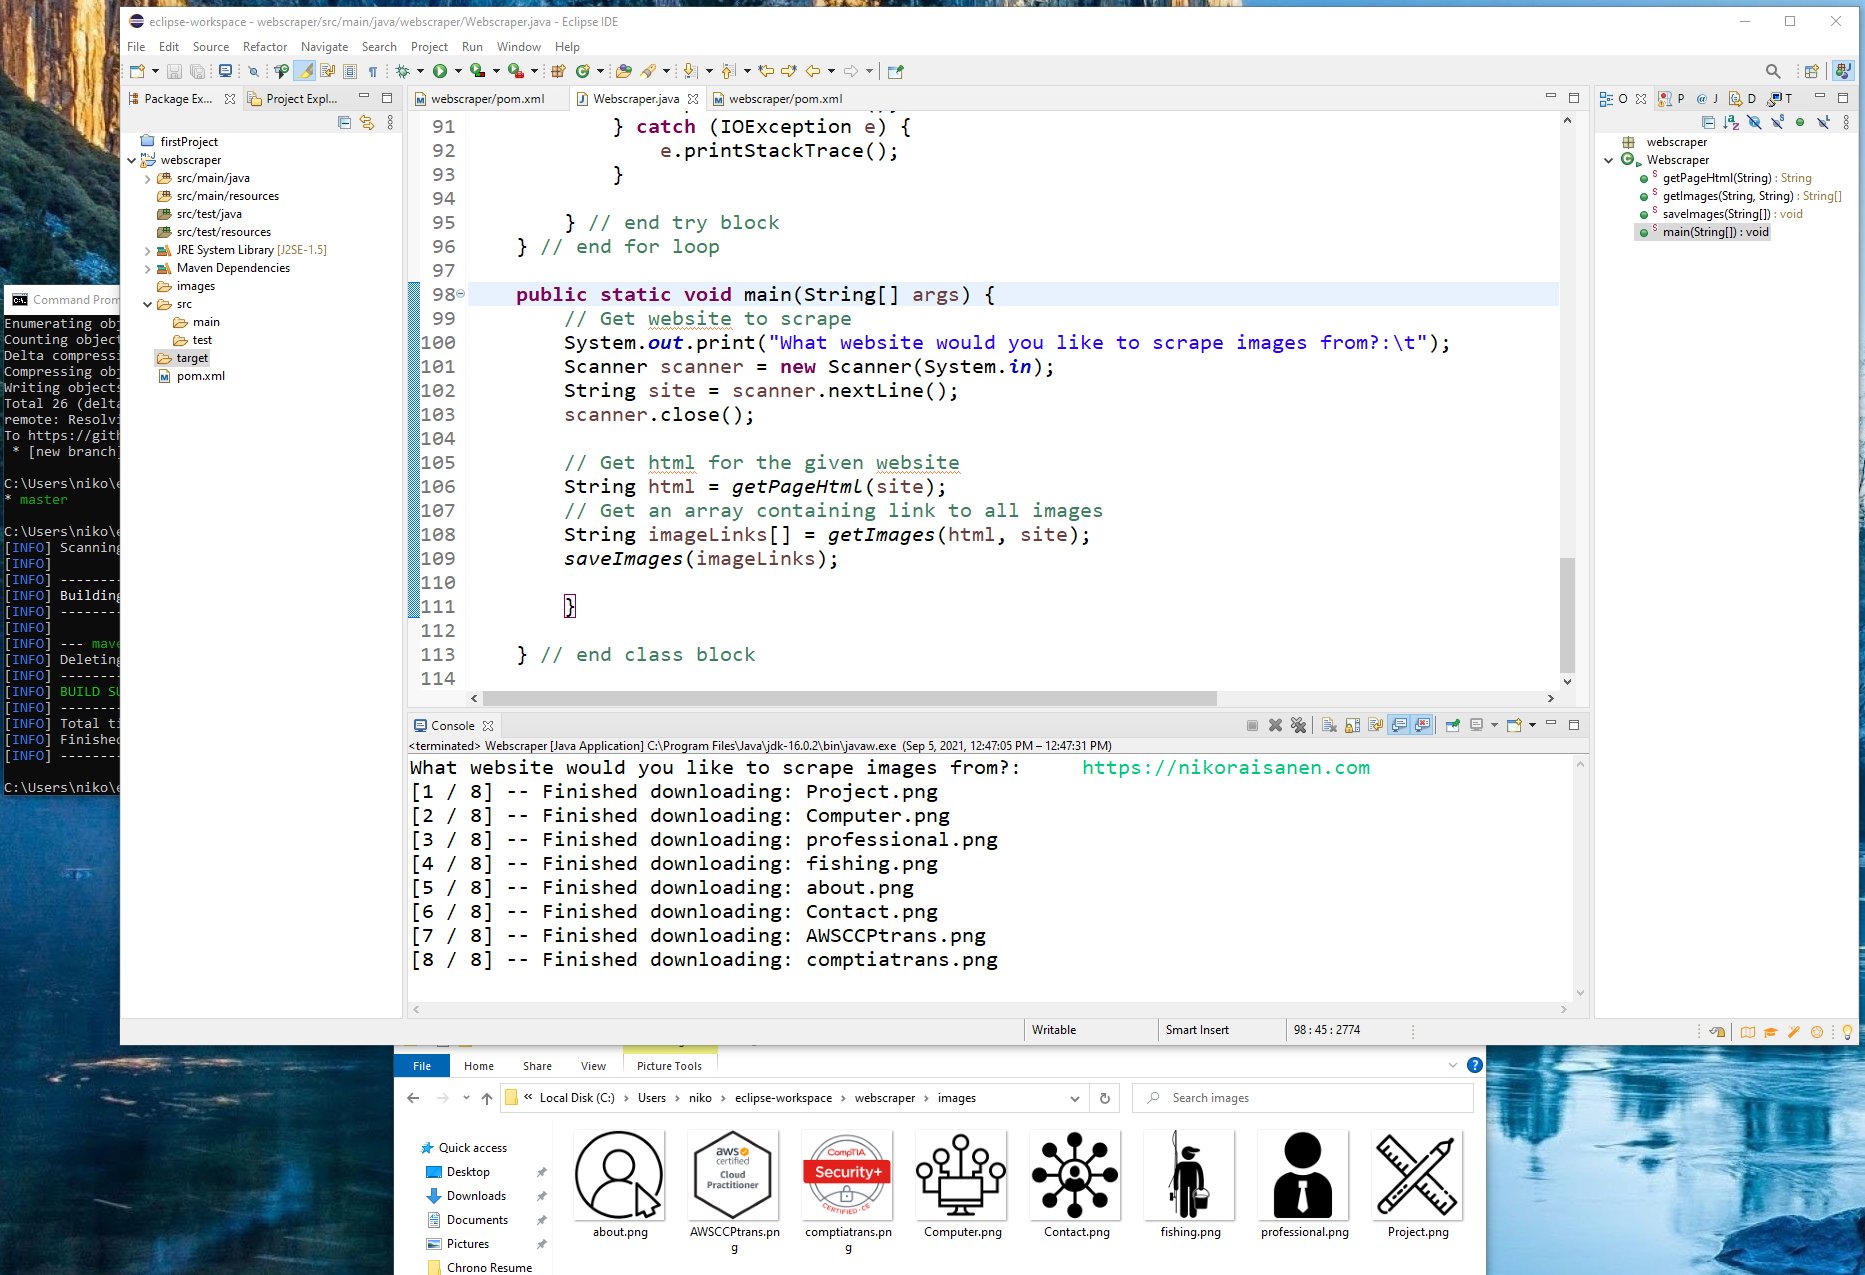 eclipse-workspace - webscraper/src/main/java/webscraper/Webscraper.java - Eclipse IDE
File Edit Source Refactor Navigate Search Project Run Window Help
Package Ex... Project Expl...
firstProject
webscraper
src/main/java
src/main/resources
src/test/java
src/test/resources
JRE System Library [J2SE-1.5]
Maven Dependencies
images
src
main
test
target
pom.xml
Command Prom
Enumerating obj
Counting object
Delta compressi
Compressing obj
Writing objects
Total 26 (delta
remote: Resolvi
To https://gith
* [new branch]
C:\Users\niko\e
* master
C:\Users\niko\e
[INFO] Scanning
[INFO]
[INFO] --------
[INFO] Building
[INFO] --------
[INFO]
[INFO] --- mave
[INFO] Deleting
[INFO] --------
[INFO] BUILD SU
[INFO] --------
[INFO] Total ti
[INFO] Finished
[INFO] --------
C:\Users\niko\e
webscraper/pom.xml Webscraper.java webscraper/pom.xml
91 } catch (IOException e) {
92 e.printStackTrace();
93 }
94
95 } // end try block
96 } // end for loop
97
98 public static void main(String[] args) {
99 // Get website to scrape
100 System.out.print("What website would you like to scrape images from?:\t");
101 Scanner scanner = new Scanner(System.in);
102 String site = scanner.nextLine();
103 scanner.close();
104
105 // Get html for the given website
106 String html = getPageHtml(site);
107 // Get an array containing link to all images
108 String imageLinks[] = getImages(html, site);
109 saveImages(imageLinks);
110
111 }
112
113 } // end class block
114
O P @ J D T
webscraper
Webscraper
getPageHtml(String) : String
getImages(String, String) : String[]
saveImages(String[]) : void
main(String[]) : void
Console
<terminated> Webscraper [Java Application] C:\Program Files\Java\jdk-16.0.2\bin\javaw.exe (Sep 5, 2021, 12:47:05 PM – 12:47:31 PM)
What website would you like to scrape images from?: https://nikoraisanen.com
[1 / 8] -- Finished downloading: Project.png
[2 / 8] -- Finished downloading: Computer.png
[3 / 8] -- Finished downloading: professional.png
[4 / 8] -- Finished downloading: fishing.png
[5 / 8] -- Finished downloading: about.png
[6 / 8] -- Finished downloading: Contact.png
[7 / 8] -- Finished downloading: AWSCCPtrans.png
[8 / 8] -- Finished downloading: comptiatrans.png
Writable Smart Insert 98 : 45 : 2774
File Home Share View Picture Tools
« Local Disk (C:) › Users › niko › eclipse-workspace › webscraper › images
Search images
Quick access
Desktop
Downloads
Documents
Pictures
Chrono Resume
aws
certified
Cloud
Practitioner
CompTIA
Security+
CERTIFIED CE
about.png
AWSCCPtrans.pn
g
comptiatrans.pn
g
Computer.png
Contact.png
fishing.png
professional.png
Project.png